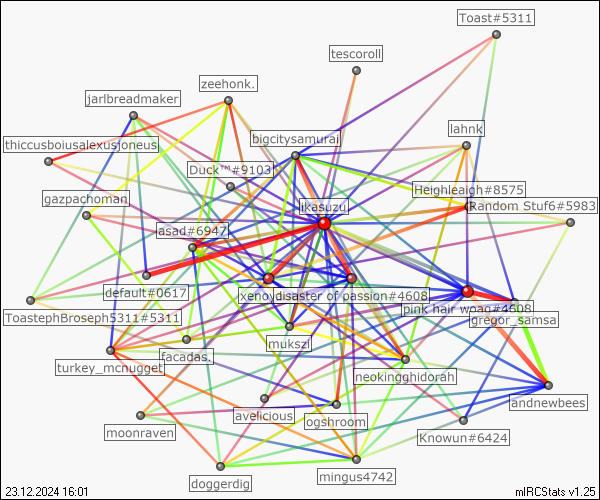 Toast#5311
tescoroll
zeehonk.
jarlbreadmaker
lahnk
bigcitysamurai
thiccusboiusalexusjoneus
Duck™#9103
Heighleigh#8575
gazpachoman
ikasuzu
Random Stuf6#5983
asad#6947
default#0617
xenoydisaster of passion#4608
pink hair woao#4608
ToastephBroseph5311#5311
gregor_samsa
mukszi
facadas.
turkey_mcnugget
neokingghidorah
andnewbees
avelicious
ogshroom
moonraven
Knowun#6424
doggerdig
mingus4742
23.12.2024 16:01
mIRCStats v1.25